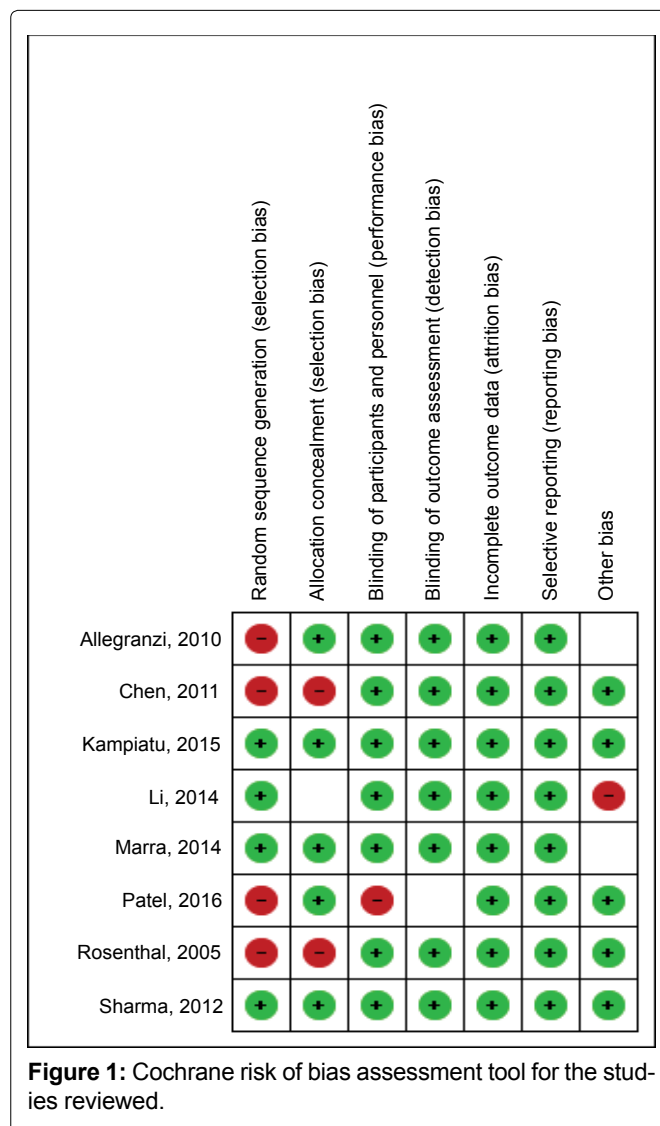 Random sequence generation (selection bias)
Allocation concealment (selection bias)
Blinding of participants and personnel (performance bias)
Blinding of outcome assessment (detection bias)
Incomplete outcome data (attrition bias)
Selective reporting (reporting bias)
Other bias
Allegranzi, 2010 - + + + + +
Chen, 2011 - - + + + + +
Kampiatu, 2015 + + + + + + +
Li, 2014 + + + + + -
Marra, 2014 + + + + + +
Patel, 2016 - + - + + +
Rosenthal, 2005 - - + + + + +
Sharma, 2012 + + + + + + +
Figure 1: Cochrane risk of bias assessment tool for the stud-
ies reviewed.